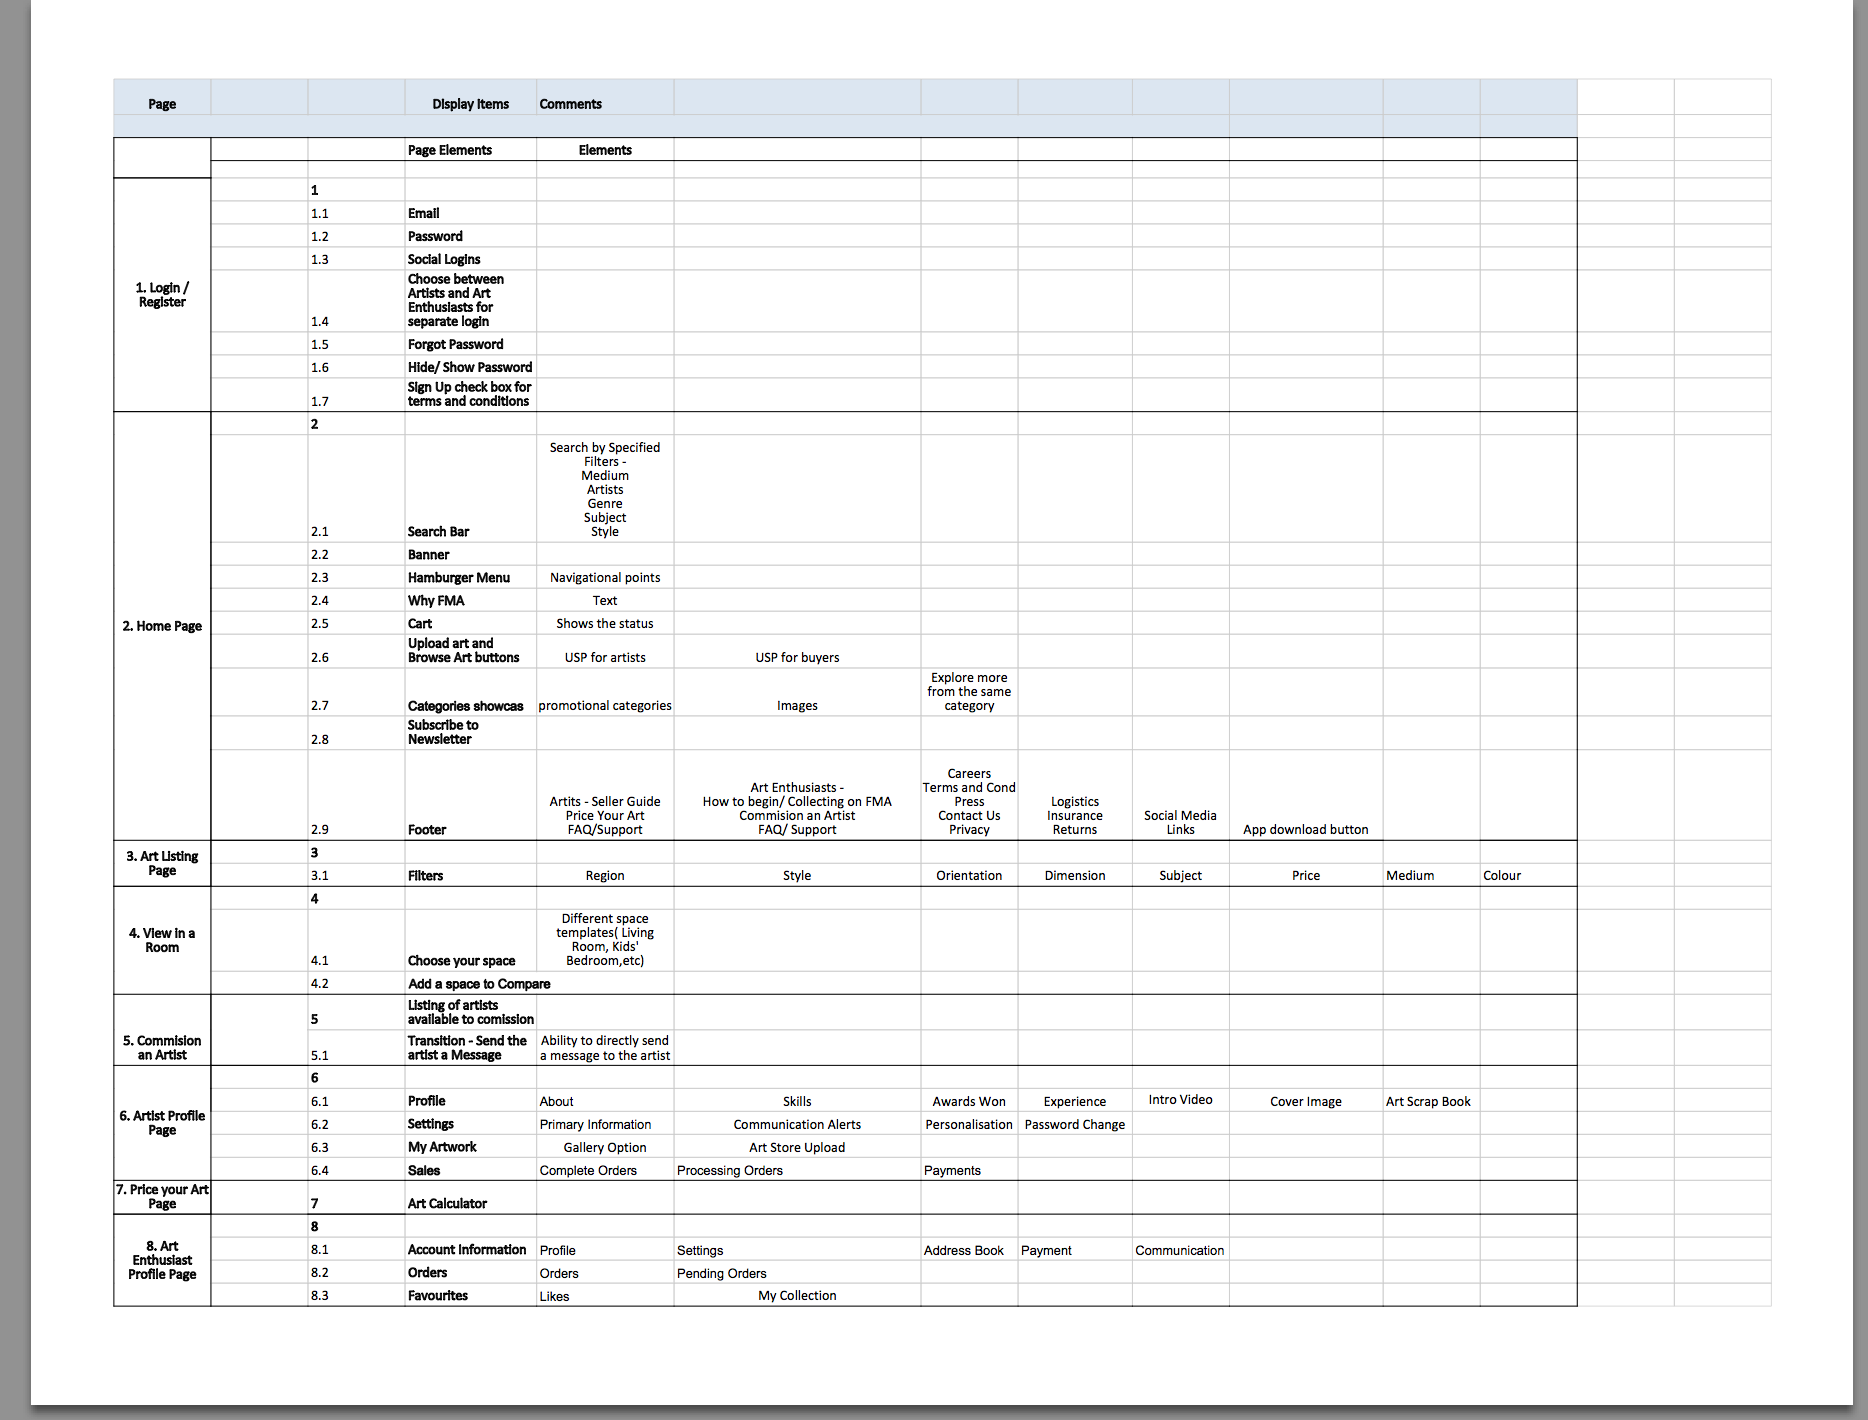 Page Display Items Comments
Page Elements Elements
1. Login /
Register
1
1.1 Email
1.2 Password
1.3 Social Logins
Choose between
Artists and Art
Enthusiasts for
1.4 separate login
1.5 Forgot Password
1.6 Hide/ Show Password
Sign Up check box for
1.7 terms and conditions
2. Home Page
2
Search by Specified
Filters -
Medium
Artists
Genre
Subject
2.1 Search Bar Style
2.2 Banner
2.3 Hamburger Menu Navigational points
2.4 Why FMA Text
2.5 Cart Shows the status
Upload art and
2.6 Browse Art buttons USP for artists USP for buyers
Explore more
from the same
2.7 Categories showcas promotional categories Images category
Subscribe to
2.8 Newsletter
2.9 Footer
Artits - Seller Guide
Price Your Art
FAQ/Support
Art Enthusiasts -
How to begin/ Collecting on FMA
Commision an Artist
FAQ/ Support
Careers
Terms and Cond
Press
Contact Us
Privacy
Logistics
Insurance
Returns
Social Media
Links
App download button
3. Art Listing
Page
3
3.1 Filters Region Style Orientation Dimension Subject Price Medium Colour
4. View in a
Room
4
Different space
templates( Living
Room, Kids'
4.1 Choose your space Bedroom,etc)
4.2 Add a space to Compare
5. Commision
an Artist
Listing of artists
5 available to comission
5.1
Transition - Send the
artist a Message
Ability to directly send
a message to the artist
6. Artist Profile
Page
6
6.1 Profile About Skills Awards Won Experience Intro Video Cover Image Art Scrap Book
6.2 Settings Primary Information Communication Alerts Personalisation Password Change
6.3 My Artwork Gallery Option Art Store Upload
6.4 Sales Complete Orders Processing Orders Payments
7. Price your Art
Page
7 Art Calculator
8. Art
Enthusiast
Profile Page
8
8.1 Account Information Profile Settings Address Book Payment Communication
8.2 Orders Orders Pending Orders
8.3 Favourites Likes My Collection